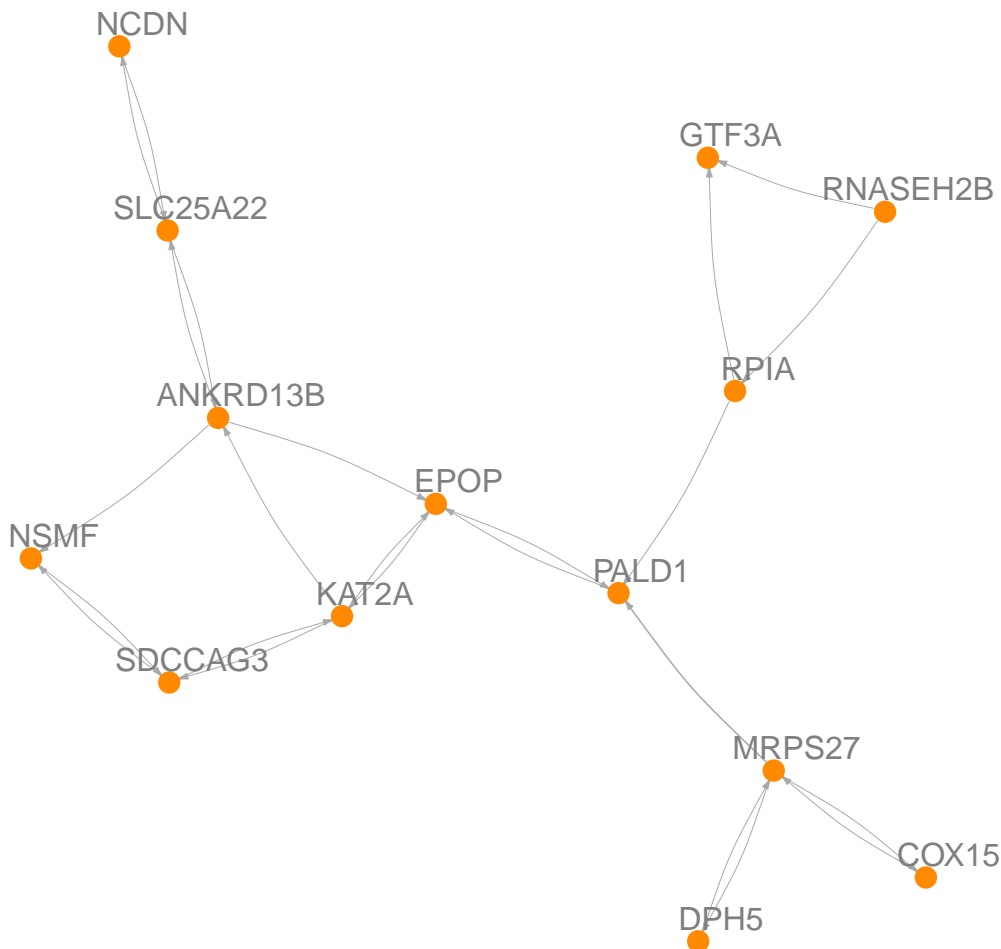 NCDN
GTF3A
RNASEH2B
SLC25A22
RPIA
ANKRD13B
EPOP
NSMF
PALD1
KAT2A
SDCCAG3
MRPS27
COX15
DPH5